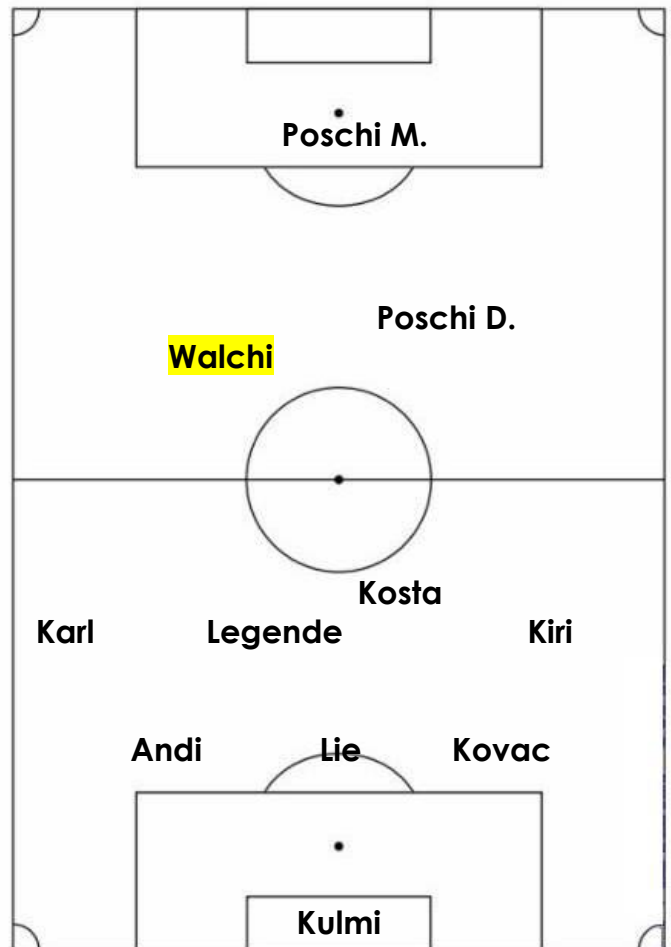 Poschi M.
Poschi D.
Walchi
Kosta
Karl Legende Kiri
Andi Lie Kovac
Kulmi